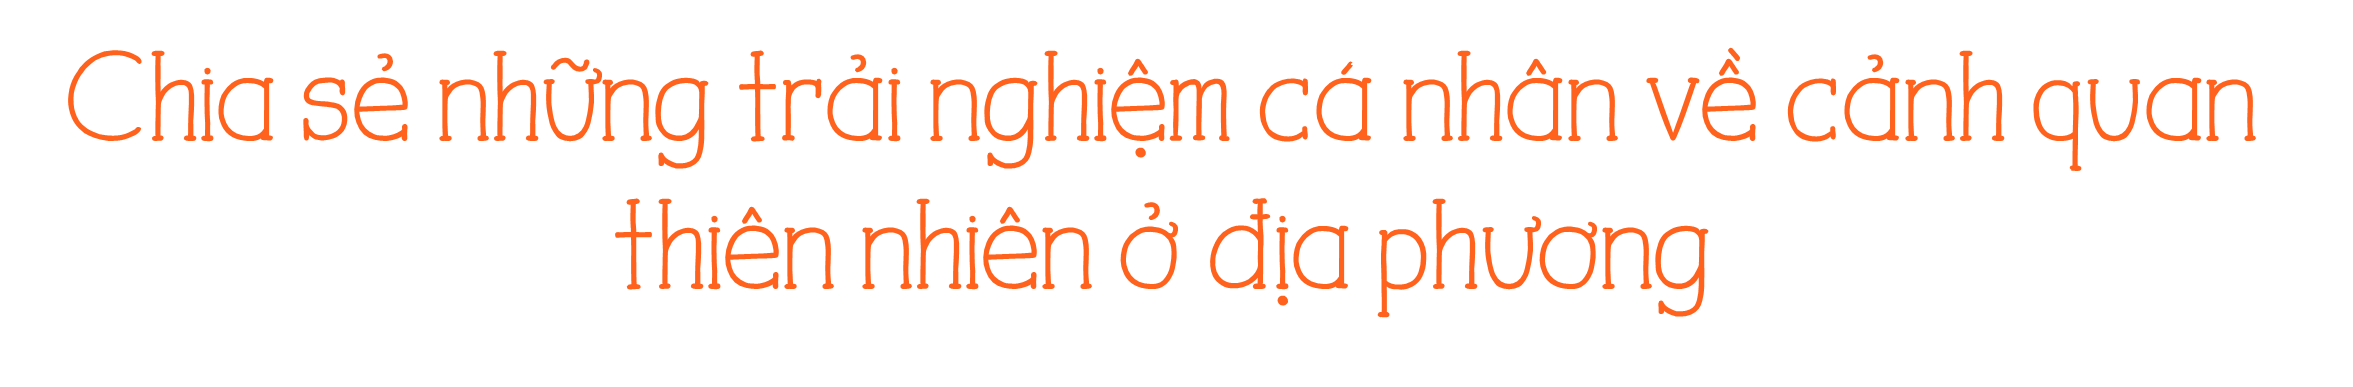 Chia sẻ những trải nghiệm cá nhân về cảnh quan
thiên nhiên ở địa phương